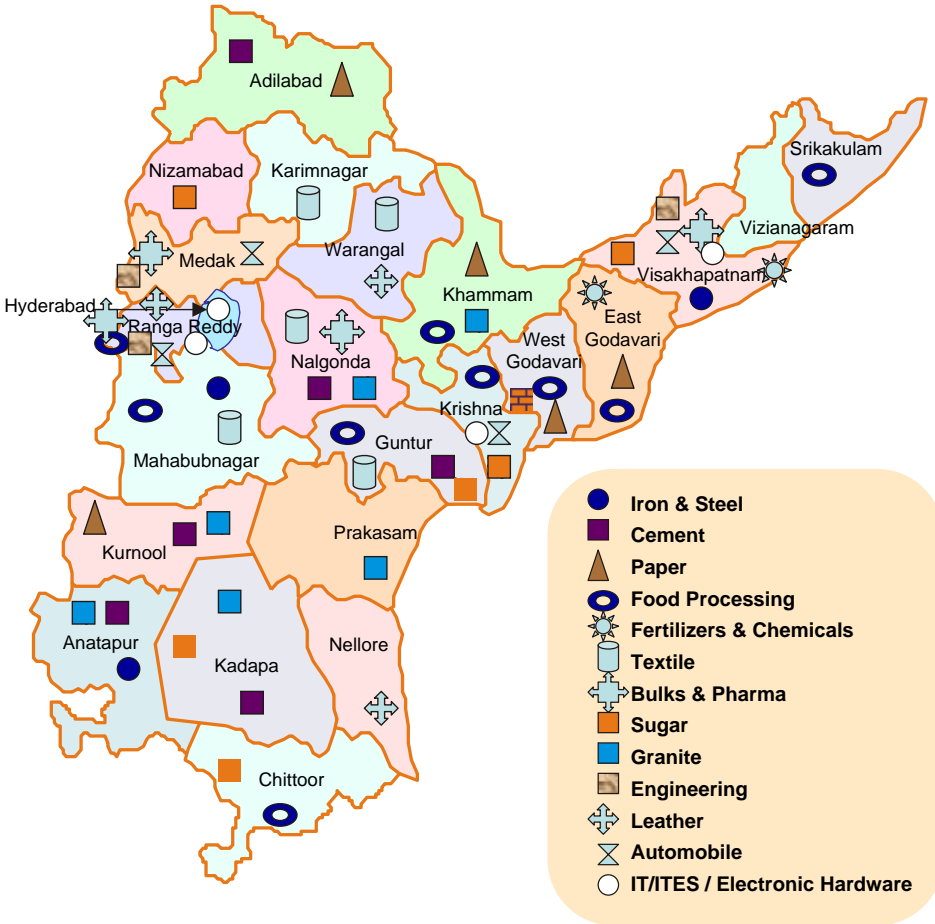 Adilabad
Srikakulam
Nizamabad
Karimnagar
Vizianagaram
Warangal
Medak
Visakhapatnam
Khammam
Hyderabad
Ranga Reddy
East
Godavari
West
Godavari
Nalgonda
Krishna
Guntur
Mahabubnagar
Prakasam
Kurnool
Anatapur
Nellore
Kadapa
Chittoor
Iron & Steel
Cement
Paper
Food Processing
Fertilizers & Chemicals
Textile
Bulks & Pharma
Sugar
Granite
Engineering
Leather
Automobile
IT/ITES / Electronic Hardware